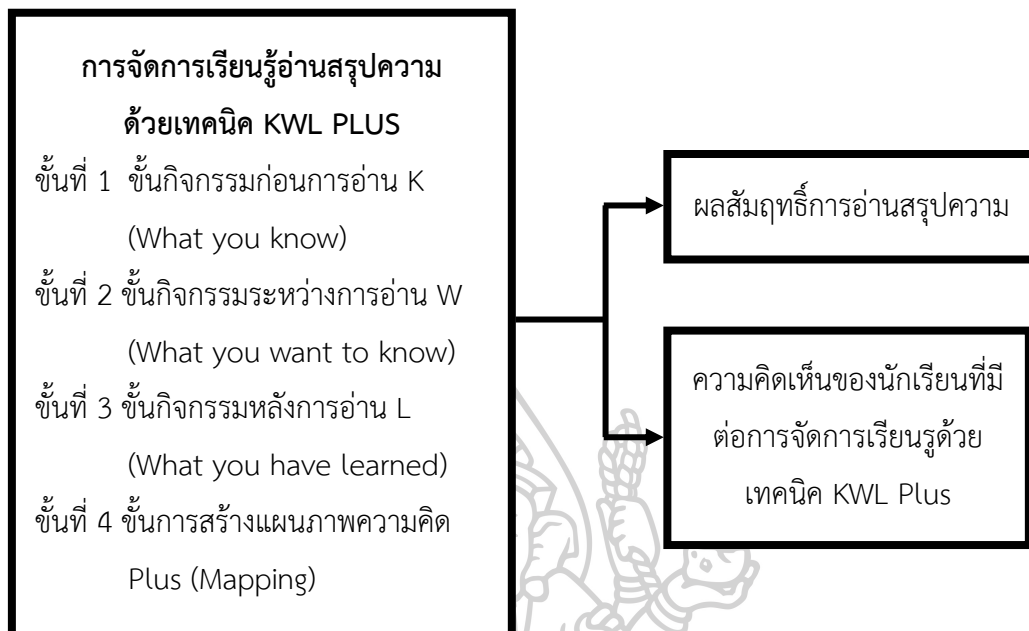 การจัดการเรียนรู้อ่านสรุปความ
ด้วยเทคนิค KWL PLUS
ขั้นที่ 1 ขั้นกิจกรรมก่อนการอ่าน K
(What you know)
ขั้นที่ 2 ขั้นกิจกรรมระหว่างการอ่าน W
(What you want to know)
ขั้นที่ 3 ขั้นกิจกรรมหลังการอ่าน L
(What you have learned)
ขั้นที่ 4 ขั้นการสร้างแผนภาพความคิด
Plus (Mapping)
ผลสัมฤทธิ์การอ่านสรุปความ
ความคิดเห็นของนักเรียนที่มี
ต่อการจัดการเรียนรูด้วย
เทคนิค KWL Plus